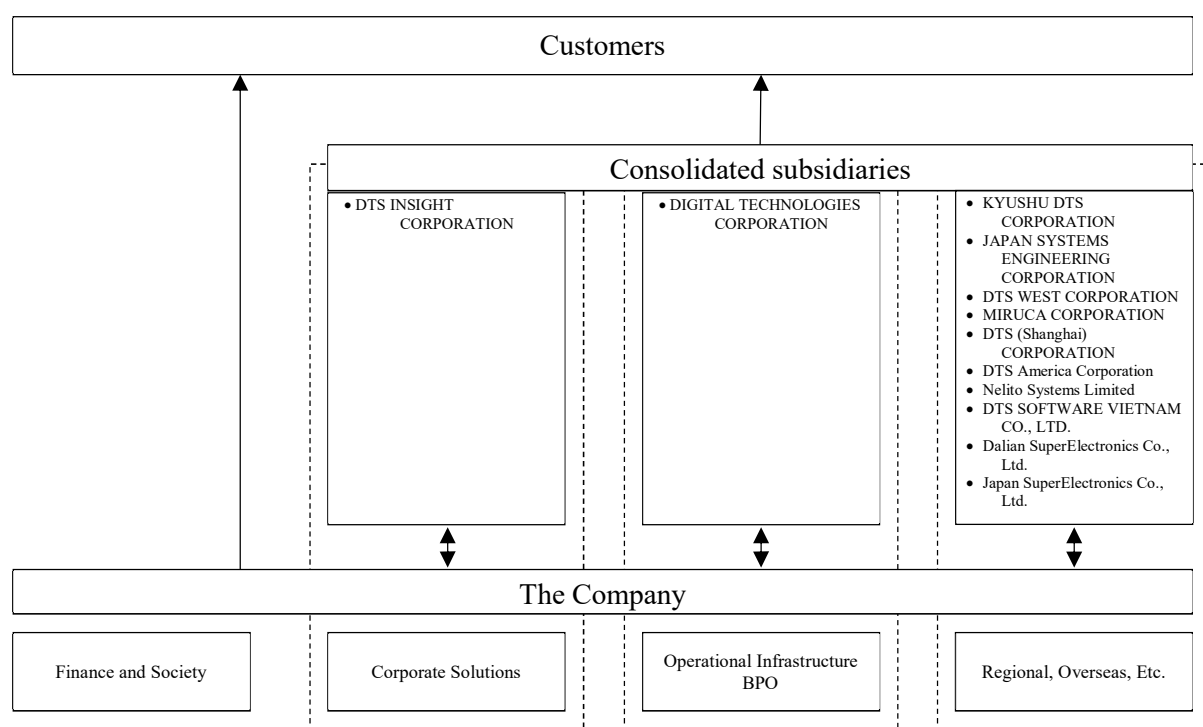 Customers
Consolidated subsidiaries
• DTS INSIGHT
CORPORATION
• DIGITAL TECHNOLOGIES
CORPORATION
• KYUSHU DTS
CORPORATION
• JAPAN SYSTEMS
ENGINEERING
CORPORATION
• DTS WEST CORPORATION
• MIRUCA CORPORATION
• DTS (Shanghai)
CORPORATION
• DTS America Corporation
• Nelito Systems Limited
• DTS SOFTWARE VIETNAM
CO., LTD.
• Dalian SuperElectronics Co.,
Ltd.
• Japan SuperElectronics Co.,
Ltd.
The Company
Finance and Society
Corporate Solutions
Operational Infrastructure
BPO
Regional, Overseas, Etc.